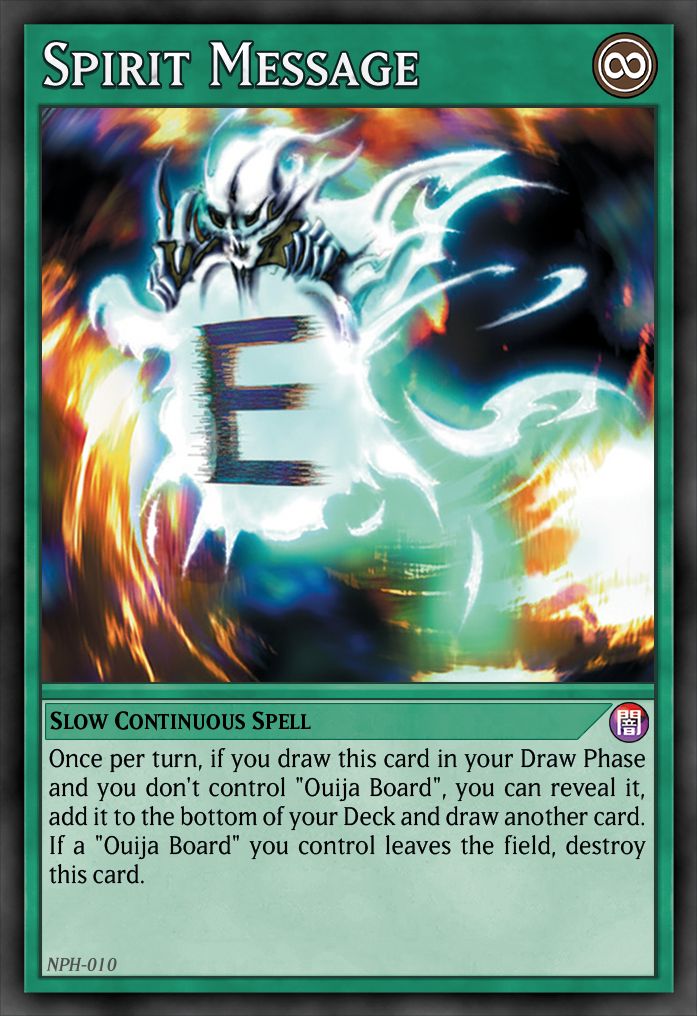 Spirit Message
E
Slow Continuous Spell
闇
Once per turn, if you draw this card in your Draw Phase
and you don't control "Ouija Board", you can reveal it,
add it to the bottom of your Deck and draw another card.
If a "Ouija Board" you control leaves the field, destroy
this card.
NPH-010